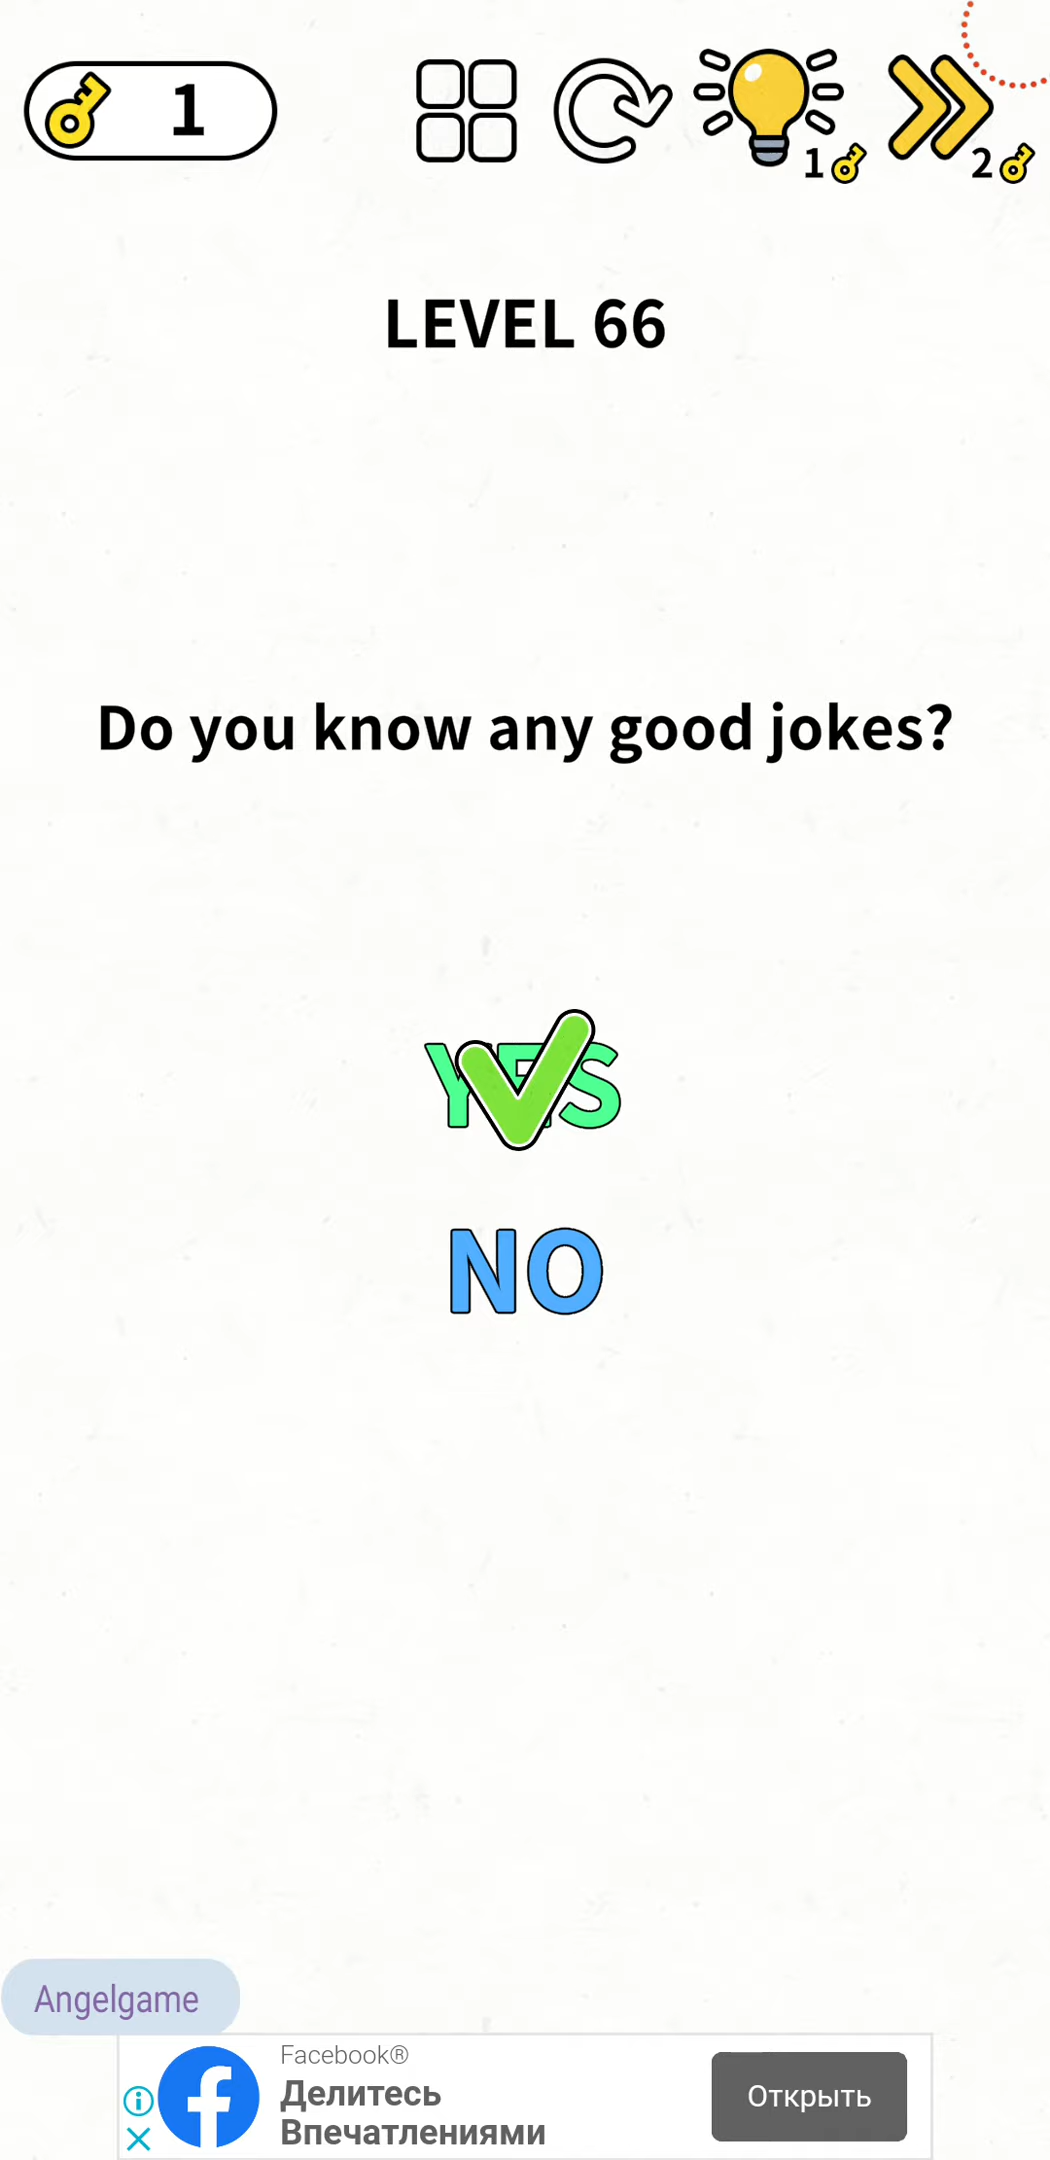 1
1
2
LEVEL 66
Do you know any good jokes?
YES
NO
Angelgame
Facebook®
Делитесь
Впечатлениями
Открыть